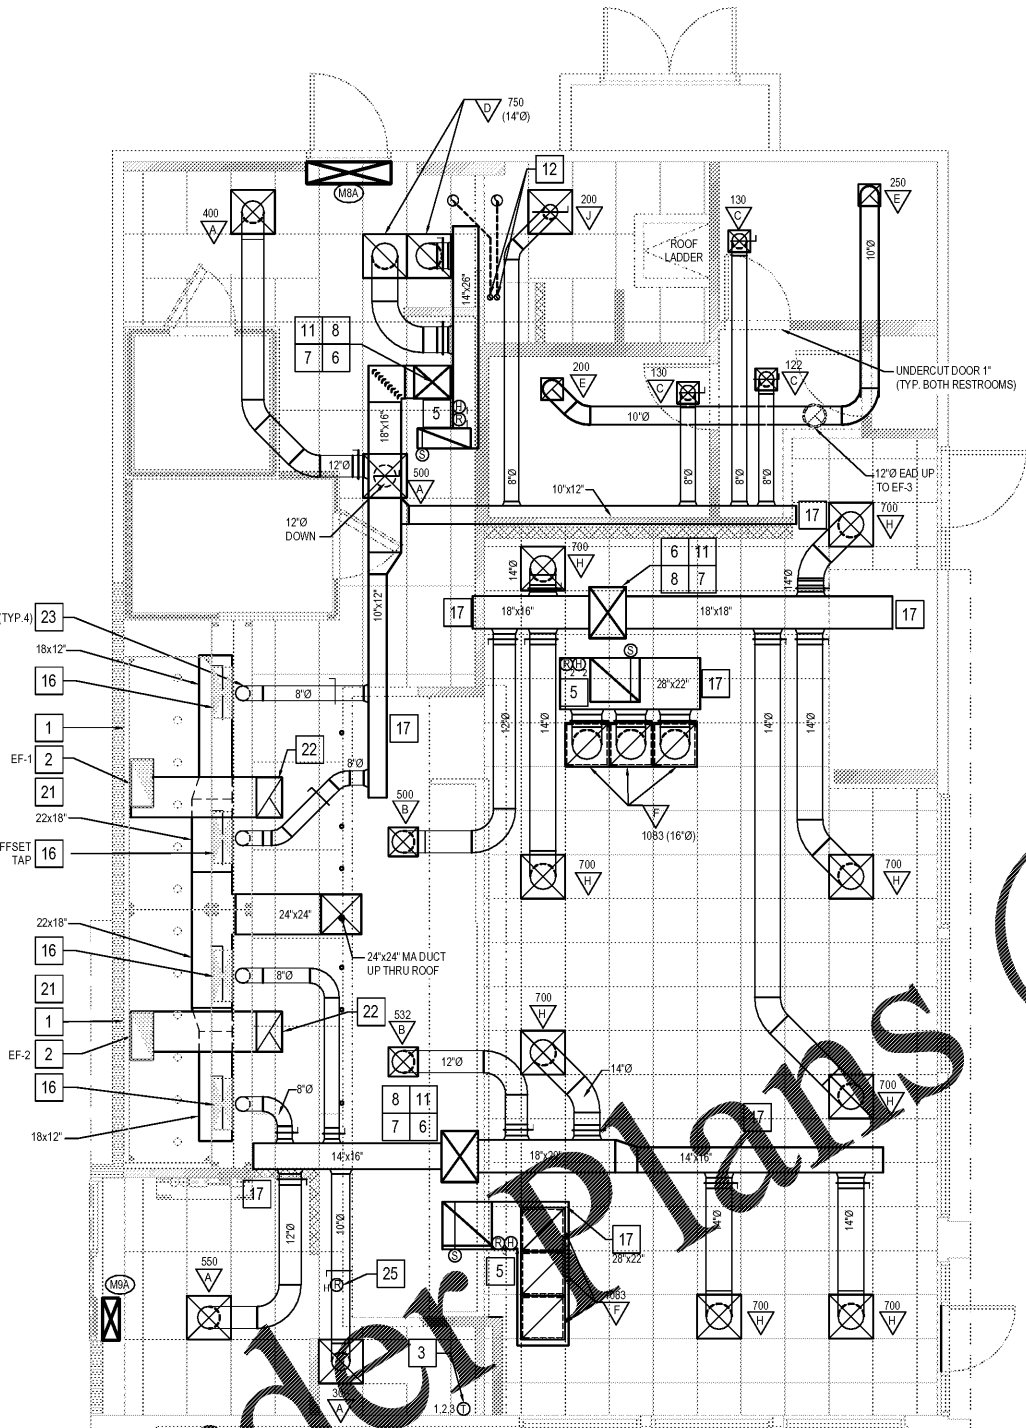 750
D
(14"Ø)
12
M8A
400
A
200
J
130
C
250
E
ROOF
LADDER
14"x26"
10"Ø
11 8
7 6
UNDERCUT DOOR 1"
(TYP. BOTH RESTROOMS)
200
E
130
C
122
C
5
H
R
18"x16"
10"Ø
S
12"Ø
500
A
8"Ø
8"Ø
8"Ø
8"Ø
12"Ø EAD UP
TO EF-3
10"x12"
12"Ø
DOWN
17
700
H
700
H
6 11
8 7
14"Ø
14"Ø
10"x12"
17
18"x16"
18"x18"
17
(TYP.4)
23
18x12"
S
R H
2 2
5
28"x22"
17
16
8"Ø
1
17
12"Ø
14"Ø
14"Ø
14"Ø
EF-1
2
22
8"Ø
21
500
B
F
22x18"
1083 (16"Ø)
FFSET
TAP
16
700
H
700
H
24"x24"
22x18"
16
24"x24" MA DUCT
UP THRU ROOF
8"Ø
21
1
22
532
B
700
H
EF-2
2
12"Ø
14"Ø
16
8"Ø
8 11
7 6
700
H
17
18x12"
14"x16"
18"x20"
14"x16"
17
12"Ø
10"Ø
14"Ø
14"Ø
17
28"x22"
R H
S
5
550
A
M9A
H R
25
1083
F
700
H
700
H
3
A
1,2,3 T
der Plans